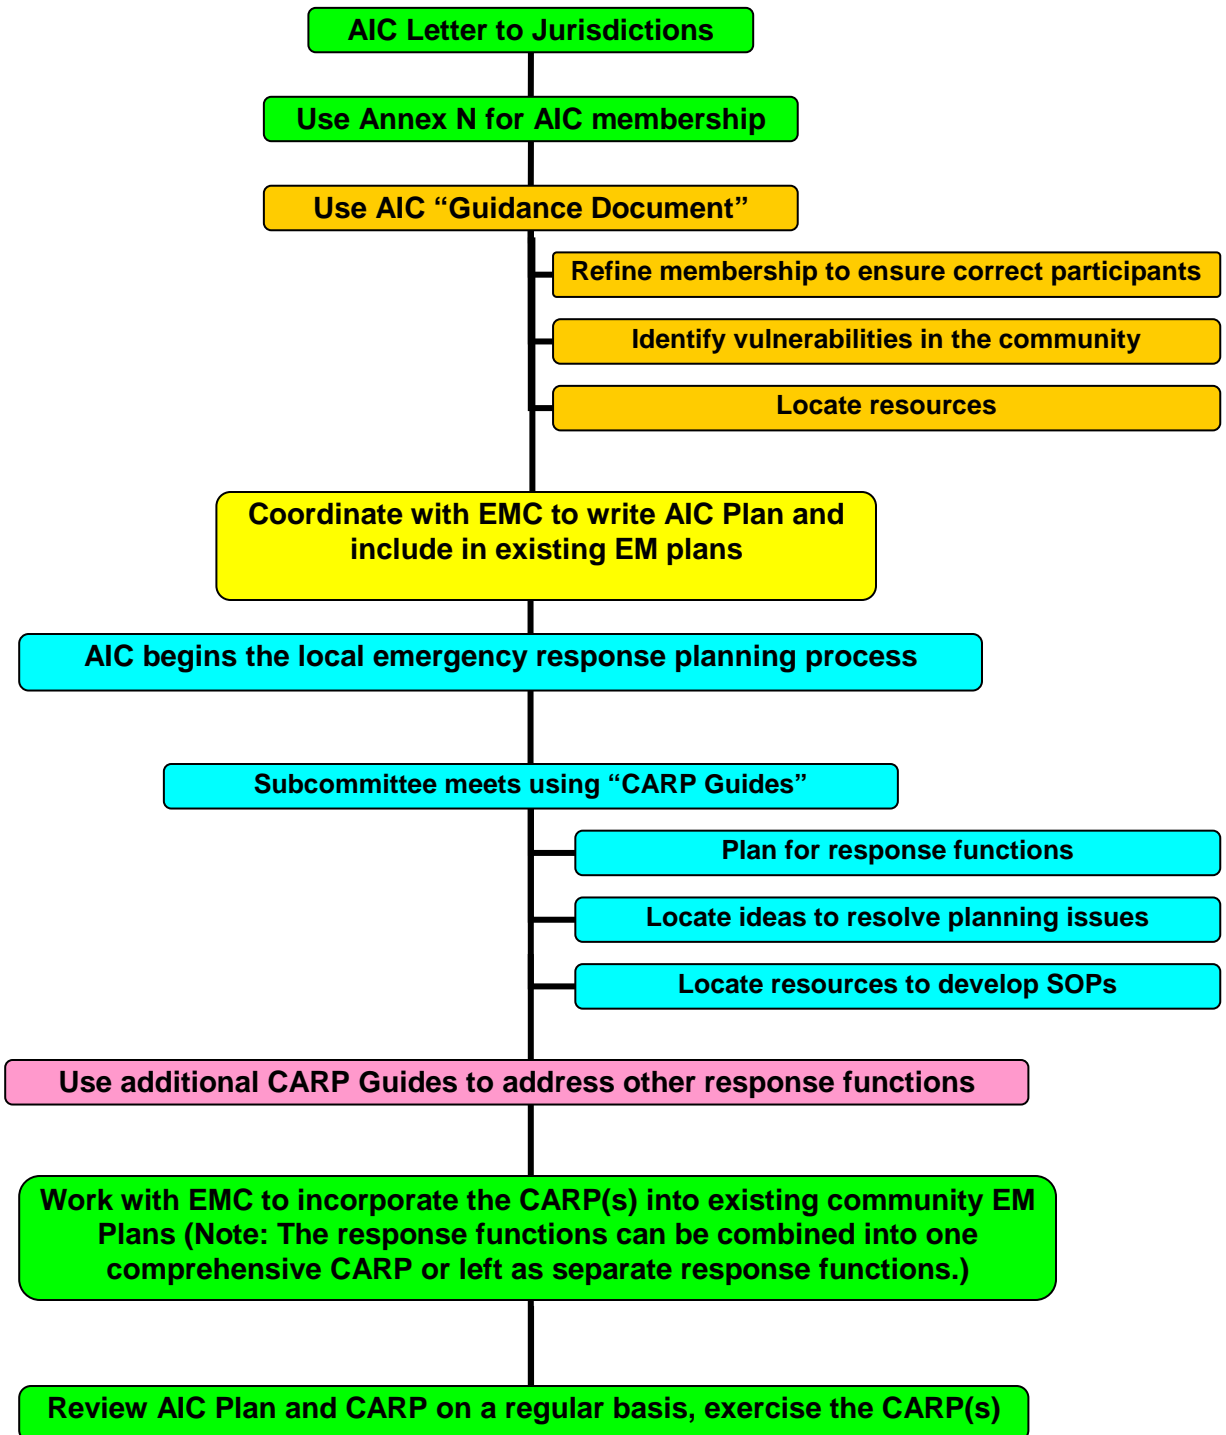 AIC Letter to Jurisdictions
Use Annex N for AIC membership
Use AIC “Guidance Document”
Refine membership to ensure correct participants
Identify vulnerabilities in the community
Locate resources
Coordinate with EMC to write AIC Plan and
include in existing EM plans
AIC begins the local emergency response planning process
Subcommittee meets using “CARP Guides”
Plan for response functions
Locate ideas to resolve planning issues
Locate resources to develop SOPs
Use additional CARP Guides to address other response functions
Work with EMC to incorporate the CARP(s) into existing community EM
Plans (Note: The response functions can be combined into one
comprehensive CARP or left as separate response functions.)
Review AIC Plan and CARP on a regular basis, exercise the CARP(s)